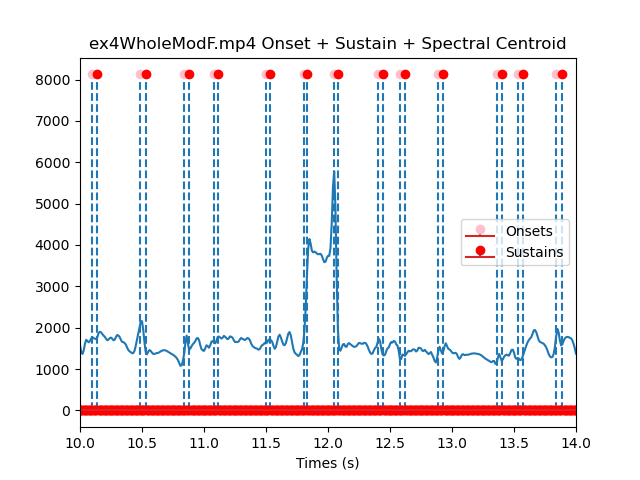 ex4WholeModF.mp4 Onset + Sustain + Spectral Centroid
8000
7000
6000
5000
4000
3000
2000
1000
0
Onsets
Sustains
10.0 10.5 11.0 11.5 12.0 12.5 13.0 13.5 14.0
Times (s)